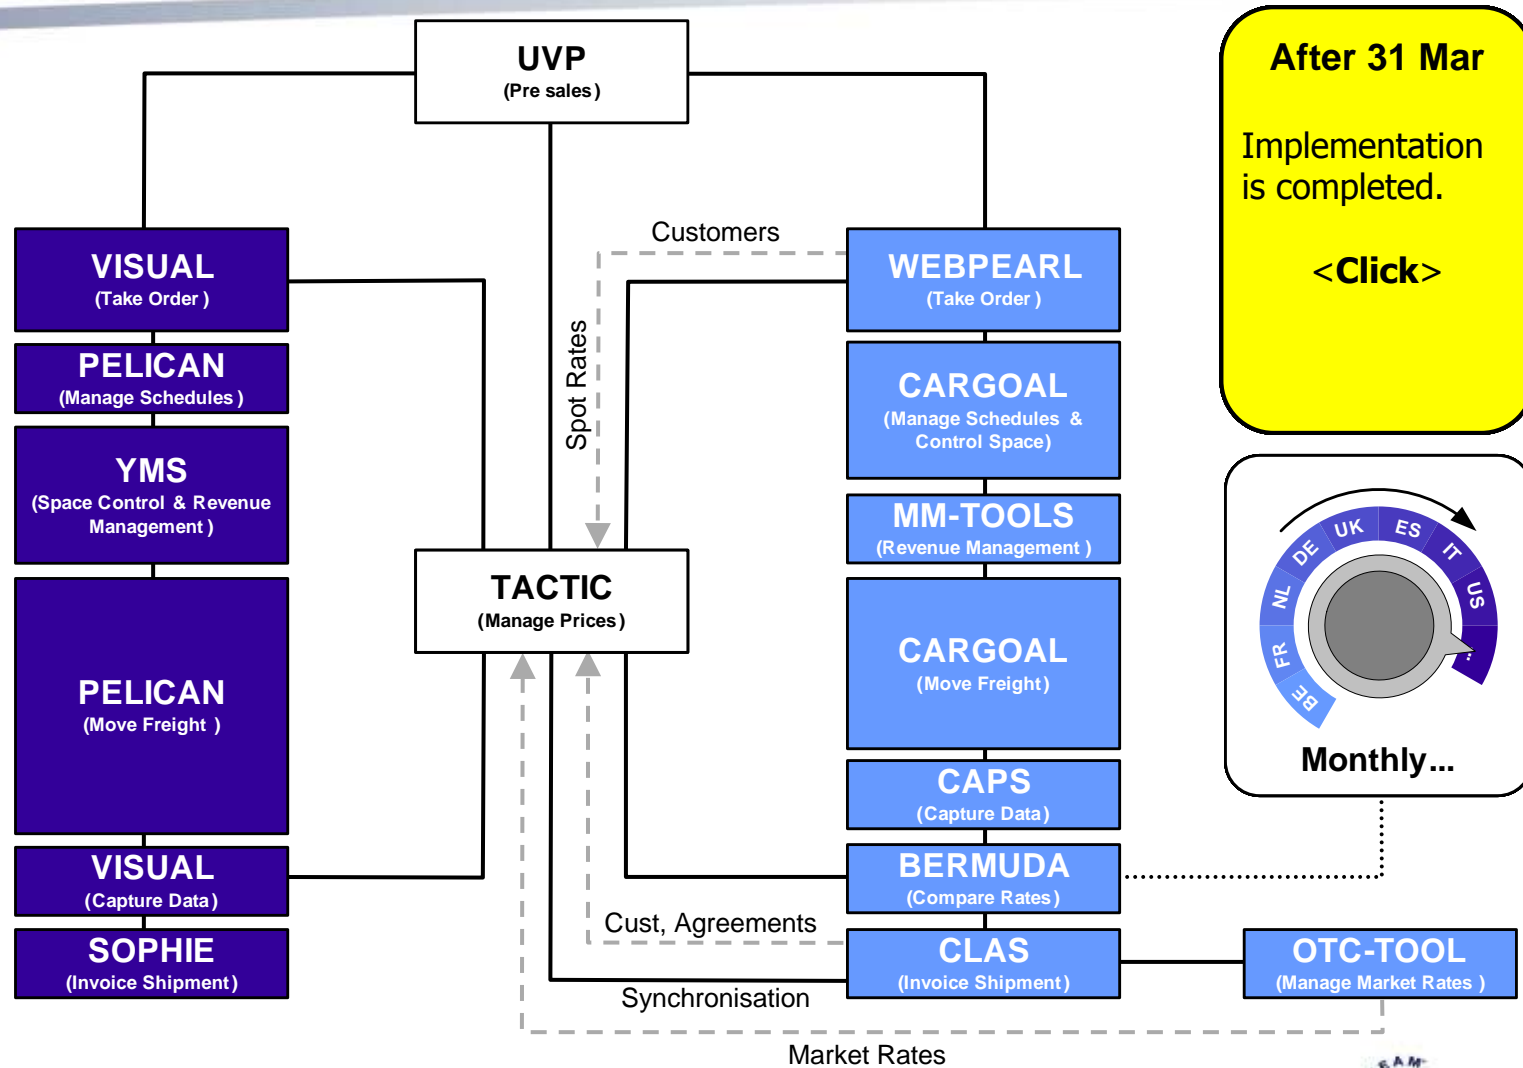 UVP
(Pre sales)
After 31 Mar
Implementation
is completed.
<Click>
VISUAL
(Take Order )
PELICAN
(Manage Schedules )
YMS
(Space Control & Revenue
Management )
PELICAN
(Move Freight )
VISUAL
(Capture Data )
SOPHIE
(Invoice Shipment )
Customers
Spot Rates
TACTIC
(Manage Prices )
Cust, Agreements
Synchronisation
Market Rates
WEBPEARL
(Take Order )
CARGOAL
(Manage Schedules &
Control Space)
MM-TOOLS
(Revenue Management )
CARGOAL
(Move Freight )
CAPS
(Capture Data )
BERMUDA
(Compare Rates )
CLAS
(Invoice Shipment )
OTC-TOOL
(Manage Market Rates )
BE
FR
NL
DE
UK
ES
IT
US
...
Monthly...